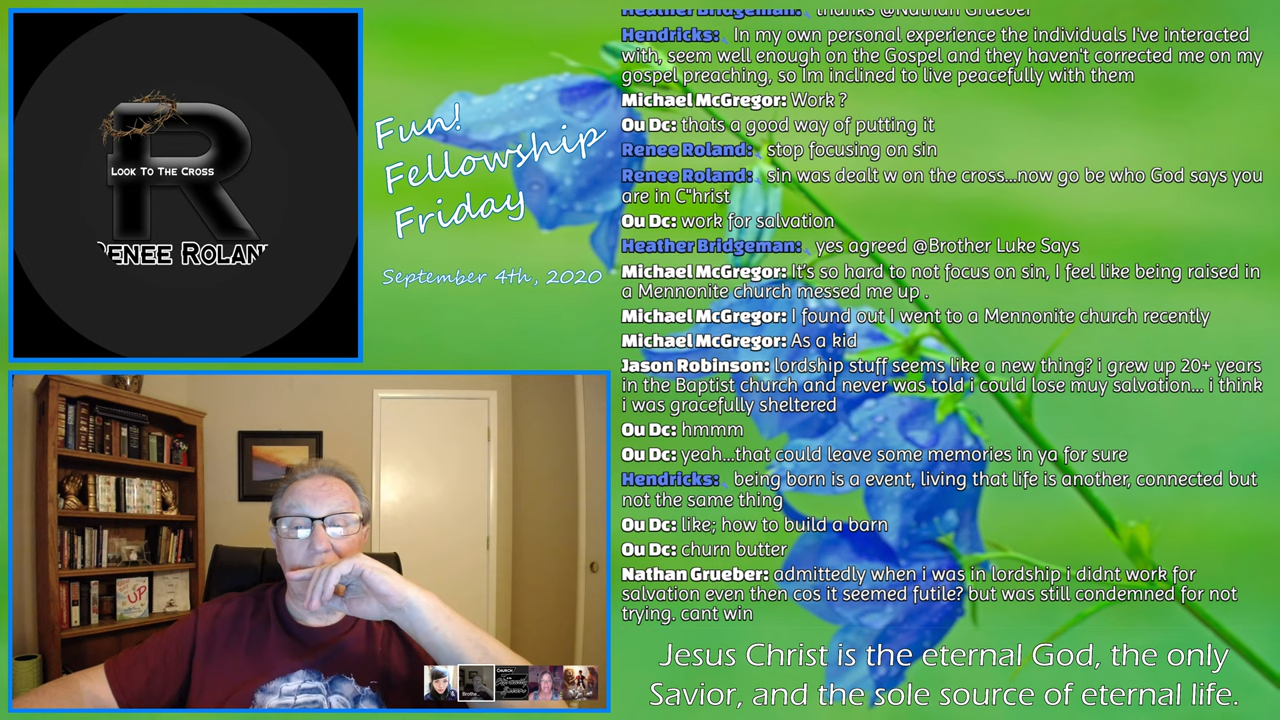 LOOK TO THE CROSS
RENEE ROLAN
Fun!
Fellowship
Friday
September 4th, 2020
Heather Bridgeman: thanks @Nathan Grueber
Hendricks: In my own personal experience the individuals I've interacted
with, seem well enough on the Gospel and they haven't corrected me on my
gospel preaching, so Im inclined to live peacefully with them
Michael McGregor: Work ?
Ou Dc: thats a good way of putting it
Renee Roland: stop focusing on sin
Renee Roland: sin was dealt w on the cross...now go be who God says you
are in C"hrist
Ou Dc: work for salvation
Heather Bridgeman: yes agreed @Brother Luke Says
Michael McGregor: It's so hard to not focus on sin, I feel like being raised in
a Mennonite church messed me up .
Michael McGregor: I found out I went to a Mennonite church recently
Michael McGregor: As a kid
Jason Robinson: lordship stuff seems like a new thing? i grew up 20+ years
in the Baptist church and never was told i could lose muy salvation... i think
i was gracefully sheltered
Ou Dc: hmmm
Ou Dc: yeah...that could leave some memories in ya for sure
Hendricks: being born is a event, living that life is another, connected but
not the same thing
Ou Dc: like; how to build a barn
Ou Dc: churn butter
Nathan Grueber: admittedly when i was in lordship i didnt work for
salvation even then cos it seemed futile? but was still condemned for not
trying. cant win
Jesus Christ is the eternal God, the only
Savior, and the sole source of eternal life.
UP
Brothe...
CHURCH